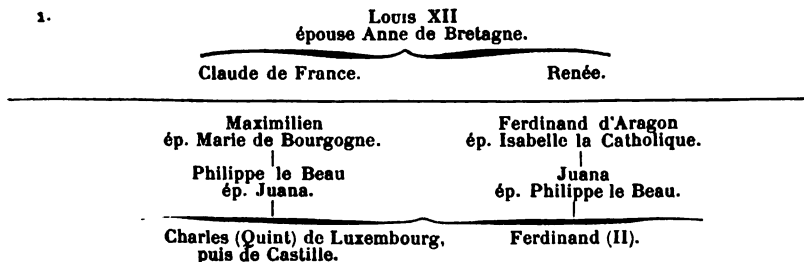 1.
Louis XII
épouse Anne de Bretagne.
Claude de France. Renée.
Maximilien Ferdinand d'Aragon
ép. Marie de Bourgogne. ép. Isabelle la Catholique.
Philippe le Beau Juana
ép. Juana. ép. Philippe le Beau.
Charles (Quint) de Luxembourg, Ferdinand (II).
puis de Castille.